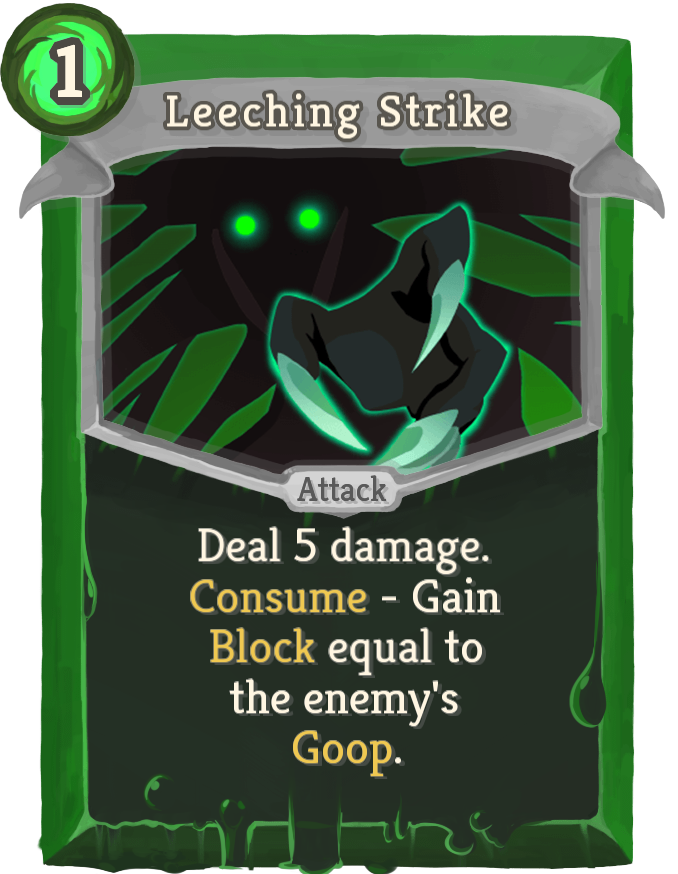 1
Leeching Strike
Attack
Deal 5 damage.
Consume - Gain
Block equal to
the enemy's
Goop.